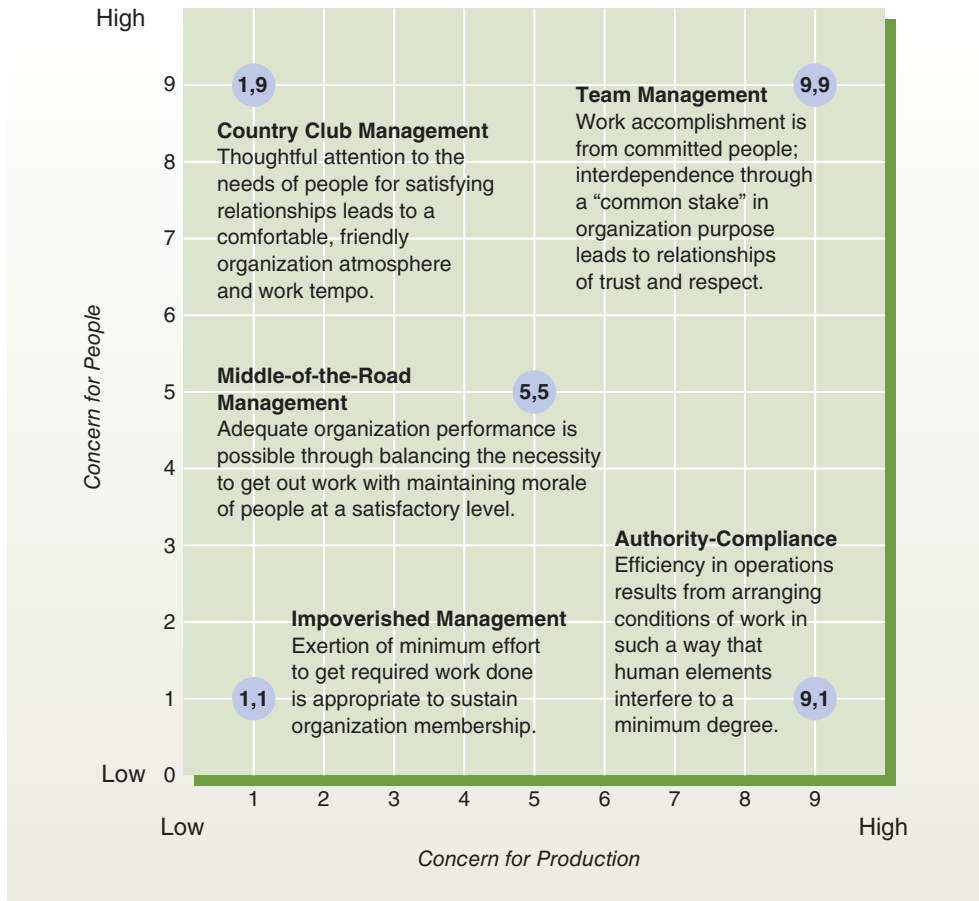 High
9
1,9
9,9
Team Management
Work accomplishment is
from committed people;
interdependence through
a “common stake” in
organization purpose
leads to relationships
of trust and respect.
Country Club Management
Thoughtful attention to the
needs of people for satisfying
relationships leads to a
comfortable, friendly
organization atmosphere
and work tempo.
8
7
6
Concern for People
Middle-of-the-Road
Management
Adequate organization performance is
possible through balancing the necessity
to get out work with maintaining morale
of people at a satisfactory level.
5,5
5
4
3
Authority-Compliance
Efficiency in operations
results from arranging
conditions of work in
such a way that
human elements
interfere to a
minimum degree.
9,1
2
Impoverished Management
Exertion of minimum effort
to get required work done
is appropriate to sustain
organization membership.
1
1,1
Low 0
1 2 3 4 5 6 7 8 9
Low High
Concern for Production